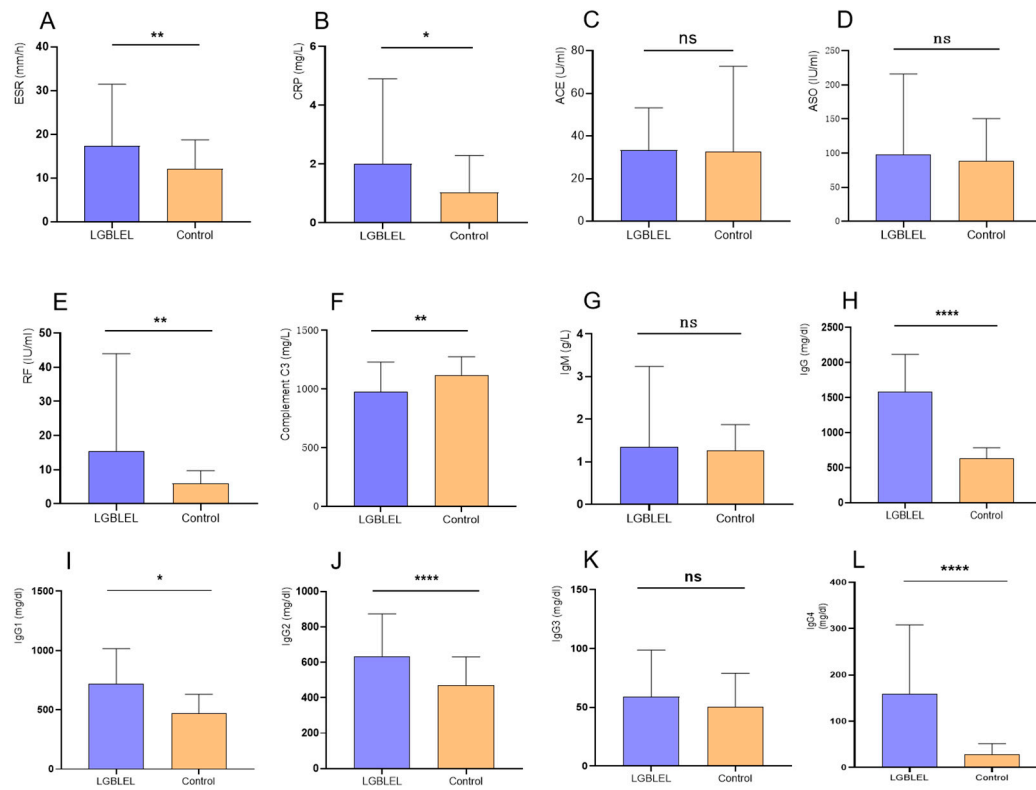 A
**
ESR (mm/h)
40
30
20
10
0
LGBLEL Control
B
*
CRP (mg/L)
6
4
2
0
LGBLEL Control
C
ns
ACE (U/ml)
80
60
40
20
0
LGBLEL Control
D
ns
ASO (IU/ml)
250
200
150
100
50
0
LGBLEL Control
E
**
RF (IU/ml)
50
40
30
20
10
0
LGBLEL Control
F
**
Complement C3 (mg/L)
1500
1000
500
0
LGBLEL Control
G
ns
IgM (g/L)
4
3
2
1
0
LGBLEL Control
H
****
IgG (mg/dl)
2500
2000
1500
1000
500
0
LGBLEL Control
I
*
IgG1 (mg/dl)
1500
1000
500
0
LGBLEL Control
J
****
IgG2 (mg/dl)
1000
800
600
400
200
0
LGBLEL Control
K
ns
IgG3 (mg/dl)
150
100
50
0
LGBLEL Control
L
****
IgG4
(mg/dl)
400
300
200
100
0
LGBLEL Control